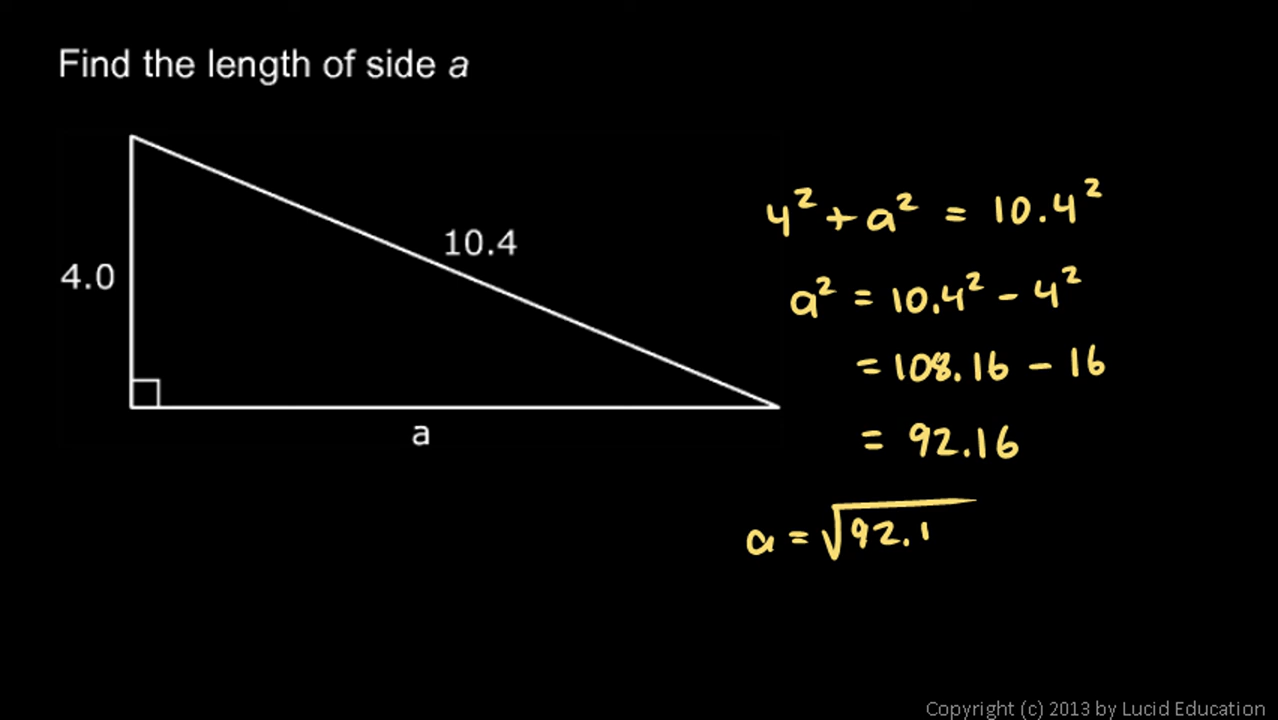 Find the length of side a
4² + a² = 10.4²
10.4
4.0
a² = 10.4² - 4²
= 108.16 - 16
a
= 92.16
a = √92.1
Copyright (c) 2013 by Lucid Education